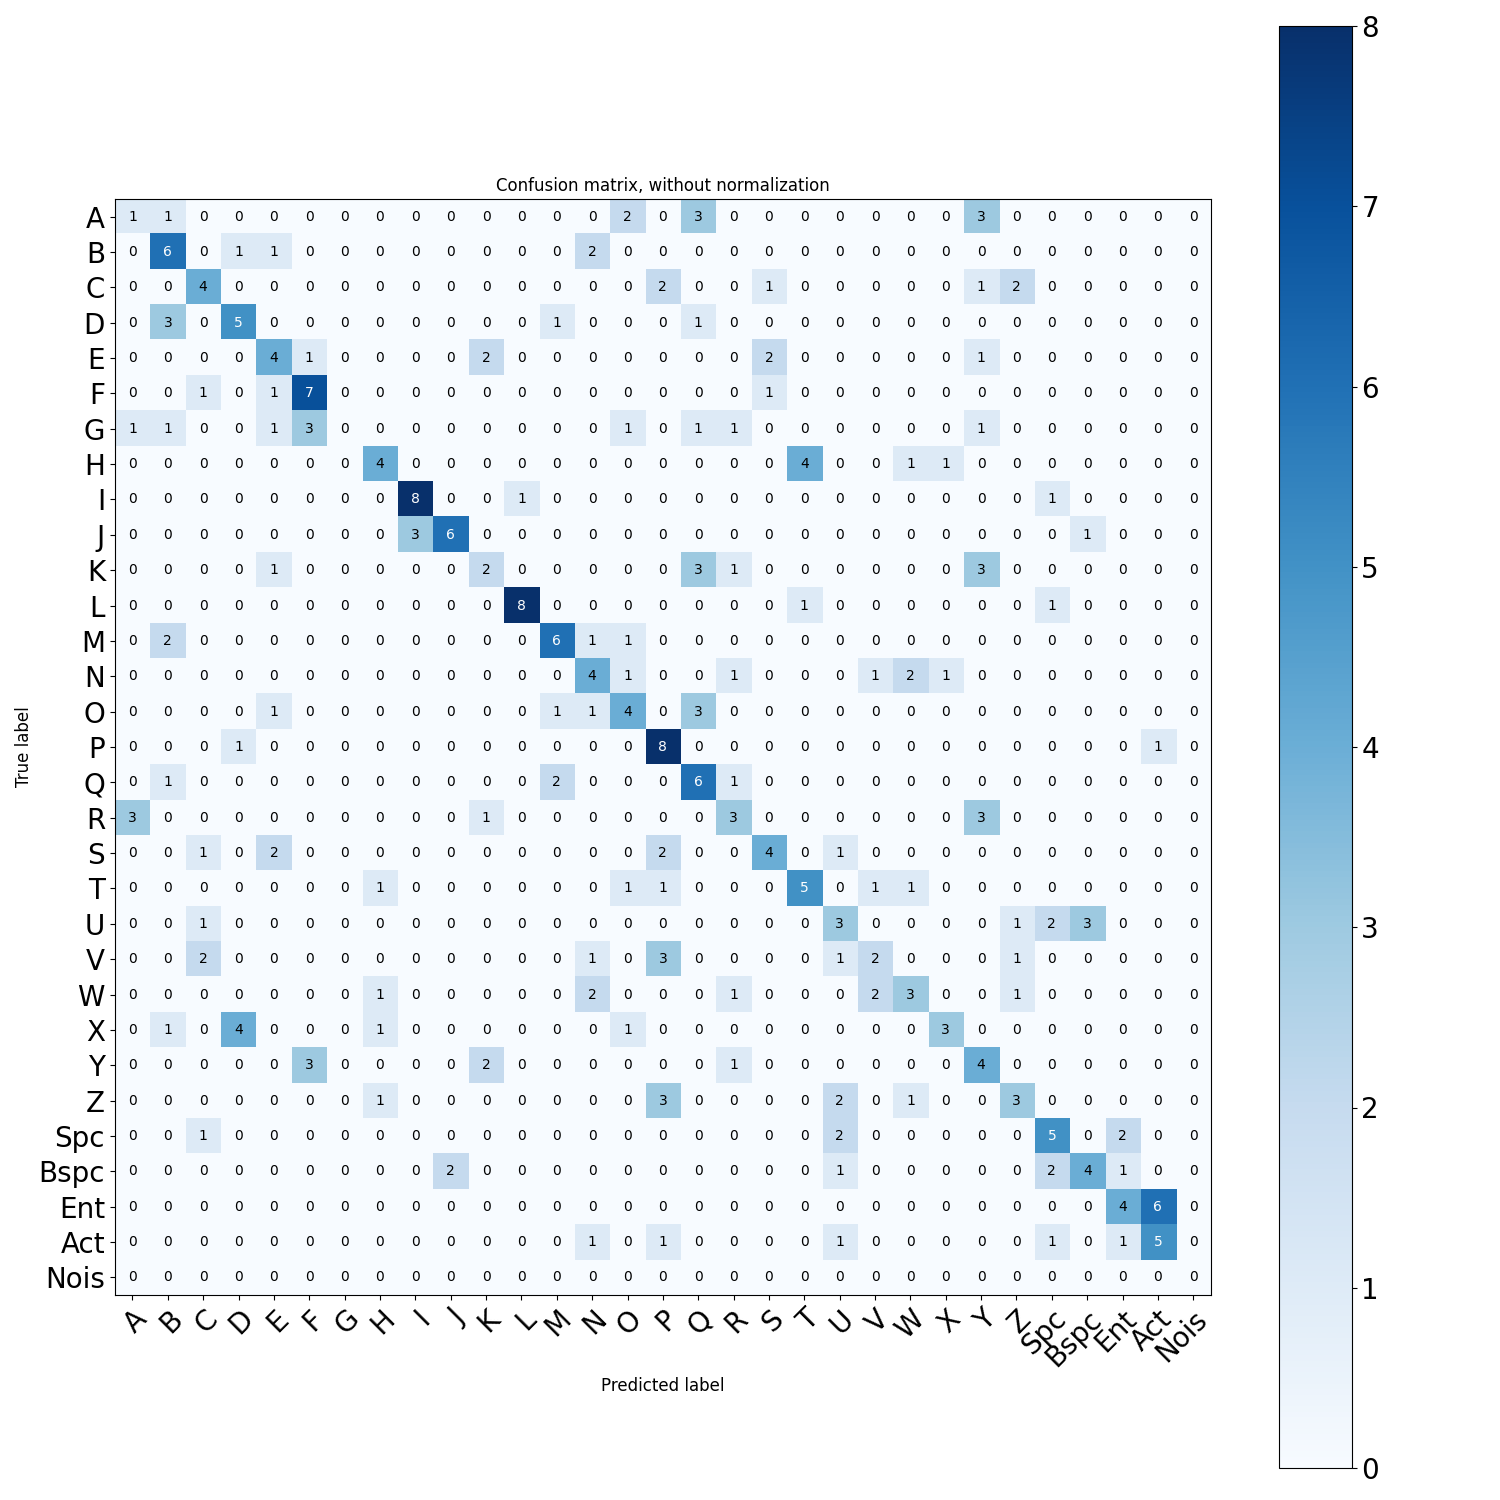 Confusion matrix, without normalization
A 1 1 0 0 0 0 0 0 0 0 0 0 0 0 2 0 3 0 0 0 0 0 0 0 3 0 0 0 0 0 0
B 0 6 0 1 1 0 0 0 0 0 0 0 0 2 0 0 0 0 0 0 0 0 0 0 0 0 0 0 0 0 0
C 0 0 4 0 0 0 0 0 0 0 0 0 0 0 0 2 0 0 1 0 0 0 0 0 1 2 0 0 0 0 0
D 0 3 0 5 0 0 0 0 0 0 0 0 1 0 0 0 1 0 0 0 0 0 0 0 0 0 0 0 0 0 0
E 0 0 0 0 4 1 0 0 0 0 2 0 0 0 0 0 0 0 2 0 0 0 0 0 1 0 0 0 0 0 0
F 0 0 1 0 1 7 0 0 0 0 0 0 0 0 0 0 0 0 1 0 0 0 0 0 0 0 0 0 0 0 0
G 1 1 0 0 1 3 0 0 0 0 0 0 0 0 1 0 1 1 0 0 0 0 0 0 1 0 0 0 0 0 0
H 0 0 0 0 0 0 0 4 0 0 0 0 0 0 0 0 0 0 0 4 0 0 1 1 0 0 0 0 0 0 0
I 0 0 0 0 0 0 0 0 8 0 0 1 0 0 0 0 0 0 0 0 0 0 0 0 0 0 1 0 0 0 0
J 0 0 0 0 0 0 0 0 3 6 0 0 0 0 0 0 0 0 0 0 0 0 0 0 0 0 0 1 0 0 0
K 0 0 0 0 1 0 0 0 0 0 2 0 0 0 0 0 3 1 0 0 0 0 0 0 3 0 0 0 0 0 0
L 0 0 0 0 0 0 0 0 0 0 0 8 0 0 0 0 0 0 0 1 0 0 0 0 0 0 1 0 0 0 0
M 0 2 0 0 0 0 0 0 0 0 0 0 6 1 1 0 0 0 0 0 0 0 0 0 0 0 0 0 0 0 0
N 0 0 0 0 0 0 0 0 0 0 0 0 0 4 1 0 0 1 0 0 0 1 2 1 0 0 0 0 0 0 0
O 0 0 0 0 1 0 0 0 0 0 0 0 1 1 4 0 3 0 0 0 0 0 0 0 0 0 0 0 0 0 0
P 0 0 0 1 0 0 0 0 0 0 0 0 0 0 0 8 0 0 0 0 0 0 0 0 0 0 0 0 0 1 0
Q 0 1 0 0 0 0 0 0 0 0 0 0 2 0 0 0 6 1 0 0 0 0 0 0 0 0 0 0 0 0 0
R 3 0 0 0 0 0 0 0 0 0 1 0 0 0 0 0 0 3 0 0 0 0 0 0 3 0 0 0 0 0 0
S 0 0 1 0 2 0 0 0 0 0 0 0 0 0 0 2 0 0 4 0 1 0 0 0 0 0 0 0 0 0 0
T 0 0 0 0 0 0 0 1 0 0 0 0 0 0 1 1 0 0 0 5 0 1 1 0 0 0 0 0 0 0 0
U 0 0 1 0 0 0 0 0 0 0 0 0 0 0 0 0 0 0 0 0 3 0 0 0 0 1 2 3 0 0 0
V 0 0 2 0 0 0 0 0 0 0 0 0 0 1 0 3 0 0 0 0 1 2 0 0 0 1 0 0 0 0 0
W 0 0 0 0 0 0 0 1 0 0 0 0 0 2 0 0 0 1 0 0 0 2 3 0 0 1 0 0 0 0 0
X 0 1 0 4 0 0 0 1 0 0 0 0 0 0 1 0 0 0 0 0 0 0 0 3 0 0 0 0 0 0 0
Y 0 0 0 0 0 3 0 0 0 0 2 0 0 0 0 0 0 1 0 0 0 0 0 0 4 0 0 0 0 0 0
Z 0 0 0 0 0 0 0 1 0 0 0 0 0 0 0 3 0 0 0 0 2 0 1 0 0 3 0 0 0 0 0
Spc 0 0 1 0 0 0 0 0 0 0 0 0 0 0 0 0 0 0 0 0 2 0 0 0 0 0 5 0 2 0 0
Bspc 0 0 0 0 0 0 0 0 0 2 0 0 0 0 0 0 0 0 0 0 1 0 0 0 0 0 2 4 1 0 0
Ent 0 0 0 0 0 0 0 0 0 0 0 0 0 0 0 0 0 0 0 0 0 0 0 0 0 0 0 0 4 6 0
Act 0 0 0 0 0 0 0 0 0 0 0 0 0 1 0 1 0 0 0 0 1 0 0 0 0 0 1 0 1 5 0
Nois 0 0 0 0 0 0 0 0 0 0 0 0 0 0 0 0 0 0 0 0 0 0 0 0 0 0 0 0 0 0 0
A B C D E F G H I J K L M N O P Q R S T U V W X Y Z Spc Bspc Ent Act Nois
Predicted label
True label
8
7
6
5
4
3
2
1
0